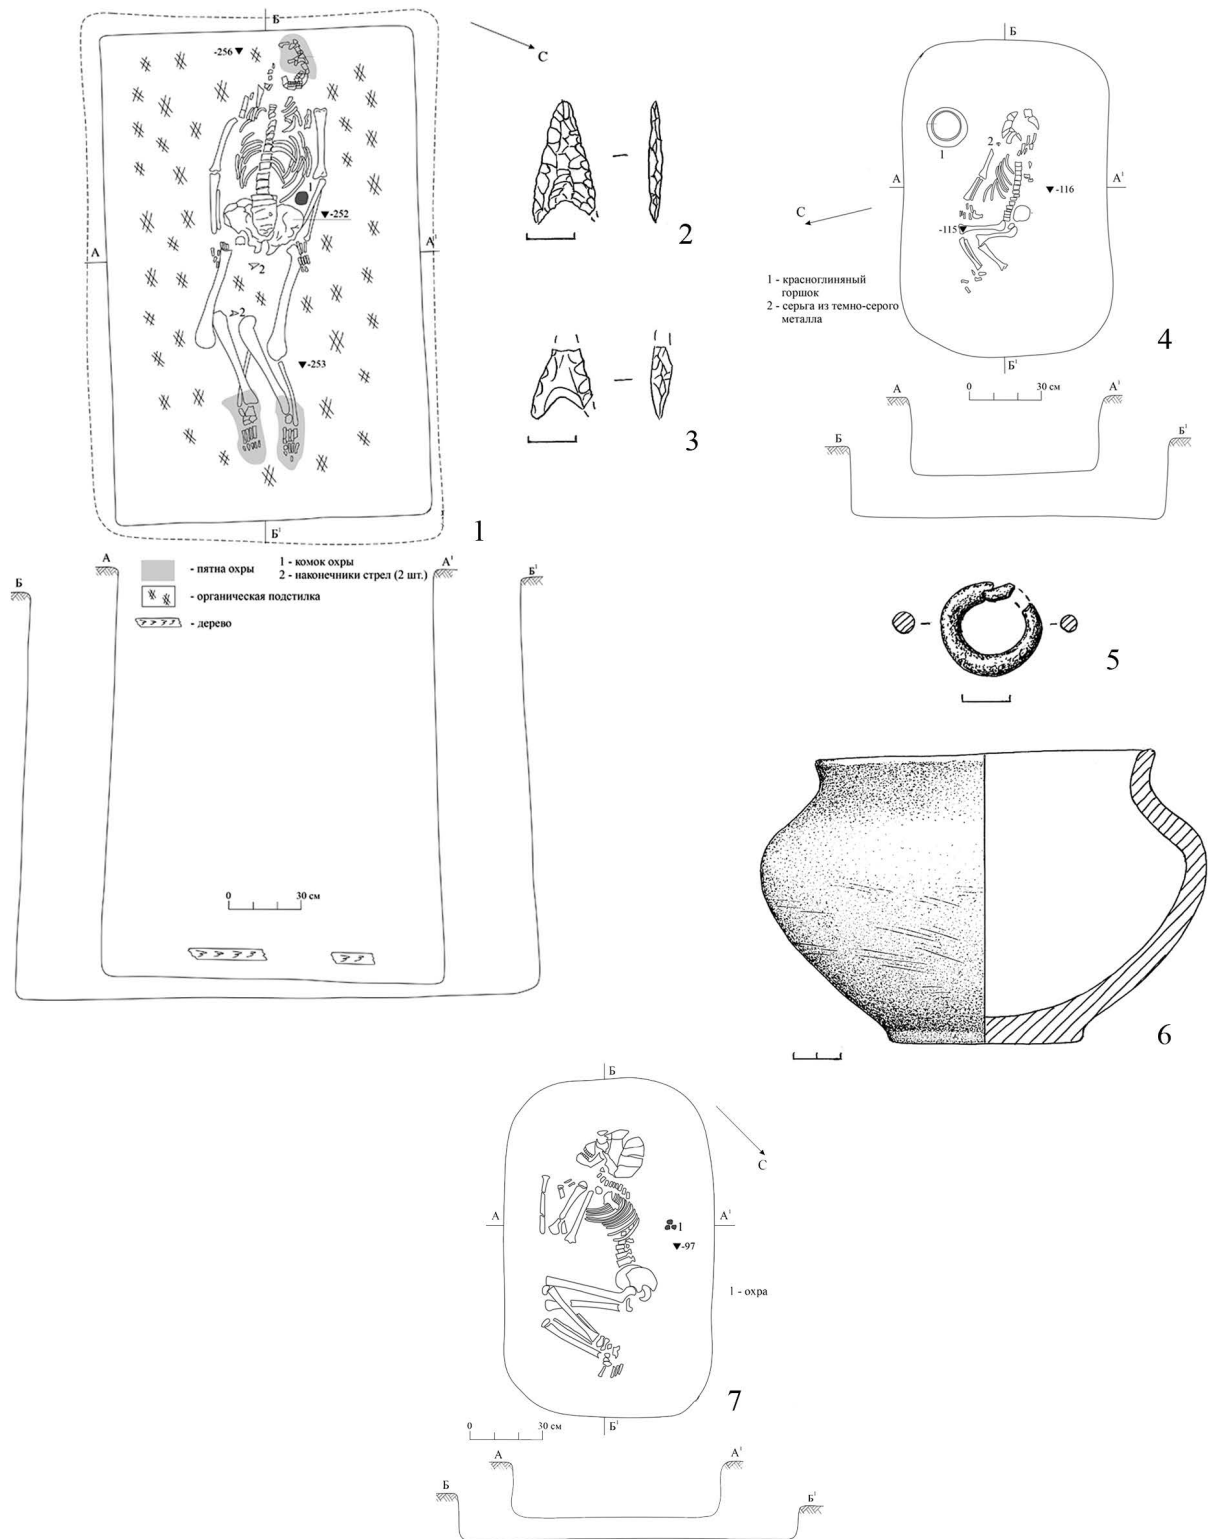 Б
-256
С
1
-252
А
А¹
2
2
-253
Б¹
1
2
3
Б
С
1
2
А
А¹
-116
-115
1 - красноглиняный
горшок
2 - серьга из темно-серого
металла
Б¹
4
А
0
30 см
А¹
Б
Б¹
А
А¹
Б
Б¹
- пятна охры
1 - комок охры
2 - наконечники стрел (2 шт.)
- органическая подстилка
- дерево
0
30 см
5
6
Б
С
А
А¹
1
-97
1 - охра
Б¹
7
0
30 см
А
А¹
Б
Б¹